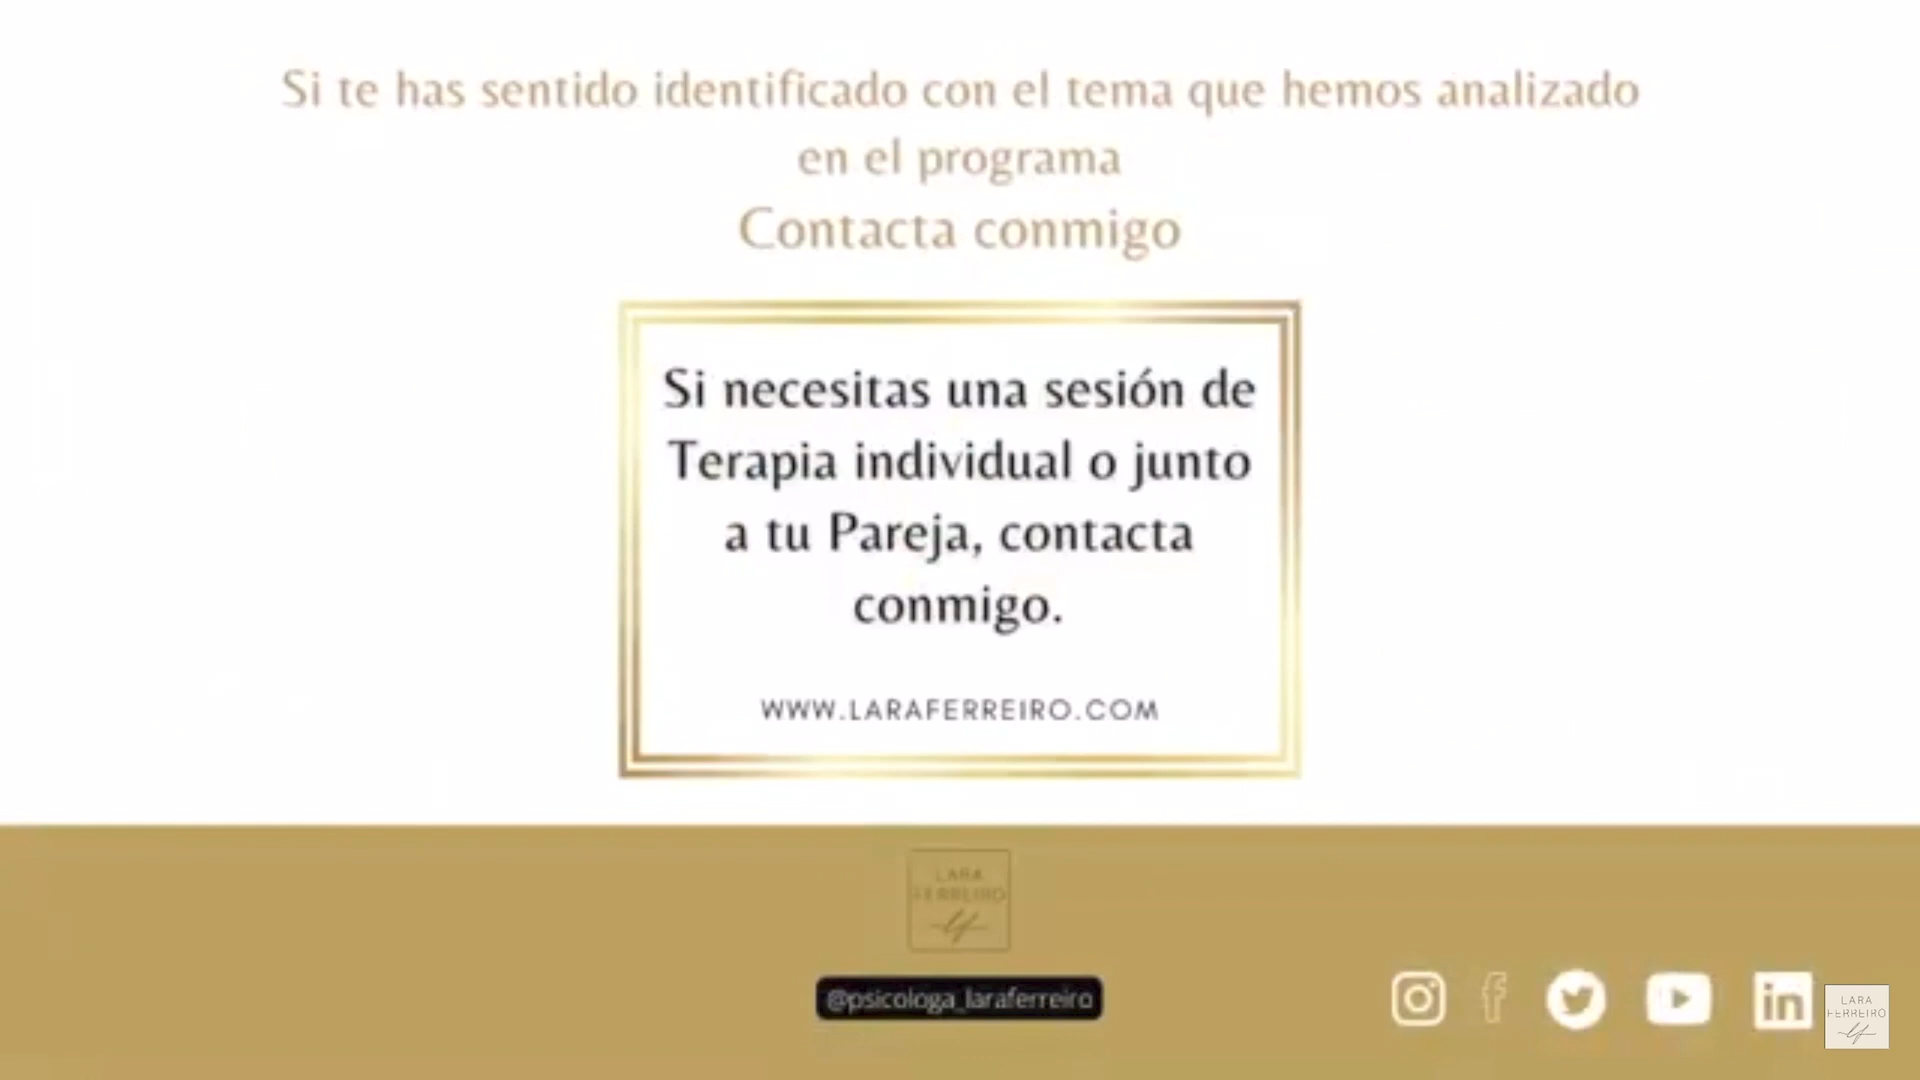 Si te has sentido identificado con el tema que hemos analizado
en el programa
Contacta conmigo
Si necesitas una sesión de
Terapia individual o junto
a tu Pareja, contacta
conmigo.
WWW.LARAFERREIRO.COM
LARA
FERREIRO
@psicologa_laraferreiro
LARA
FERREIRO